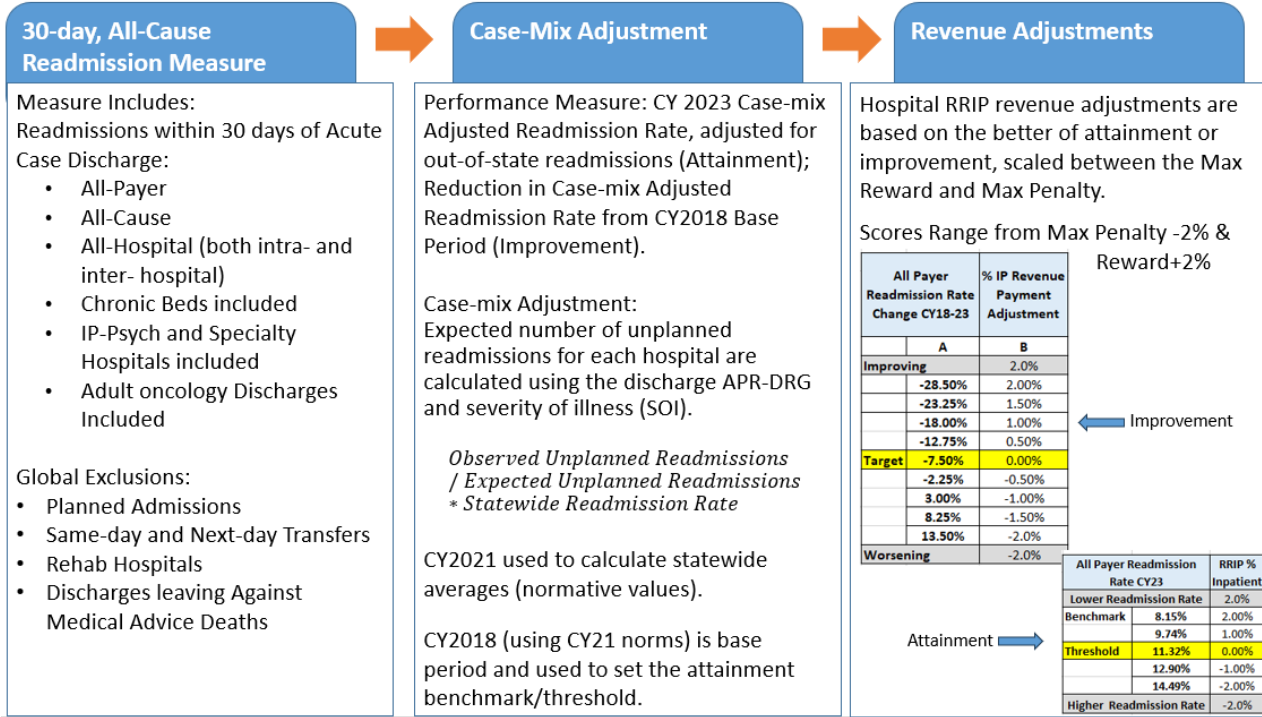 30-day, All-Cause
Readmission Measure
Measure Includes:
Readmissions within 30 days of Acute
Case Discharge:
• All-Payer
• All-Cause
• All-Hospital (both intra- and
inter- hospital)
• Chronic Beds included
• IP-Psych and Specialty
Hospitals included
• Adult oncology Discharges
Included
Global Exclusions:
• Planned Admissions
• Same-day and Next-day Transfers
• Rehab Hospitals
• Discharges leaving Against
Medical Advice Deaths
Case-Mix Adjustment
Performance Measure: CY 2023 Case-mix
Adjusted Readmission Rate, adjusted for
out-of-state readmissions (Attainment);
Reduction in Case-mix Adjusted
Readmission Rate from CY2018 Base
Period (Improvement).
Case-mix Adjustment:
Expected number of unplanned
readmissions for each hospital are
calculated using the discharge APR-DRG
and severity of illness (SOI).
Observed Unplanned Readmissions
/ Expected Unplanned Readmissions
* Statewide Readmission Rate
CY2021 used to calculate statewide
averages (normative values).
CY2018 (using CY21 norms) is base
period and used to set the attainment
benchmark/threshold.
Revenue Adjustments
Hospital RRIP revenue adjustments are
based on the better of attainment or
improvement, scaled between the Max
Reward and Max Penalty.
Scores Range from Max Penalty -2% &
Reward+2%
All Payer % IP Revenue
Readmission Rate Payment
Change CY18-23 Adjustment
A B
Improving 2.0%
-28.50% 2.00%
-23.25% 1.50%
-18.00% 1.00%
-12.75% 0.50%
Target -7.50% 0.00%
-2.25% -0.50%
3.00% -1.00%
8.25% -1.50%
13.50% -2.0%
Worsening -2.0%
Improvement
All Payer Readmission RRIP %
Rate CY23 Inpatient
Lower Readmission Rate 2.0%
Benchmark 8.15% 2.00%
9.74% 1.00%
Threshold 11.32% 0.00%
12.90% -1.00%
14.49% -2.00%
Higher Readmission Rate -2.0%
Attainment